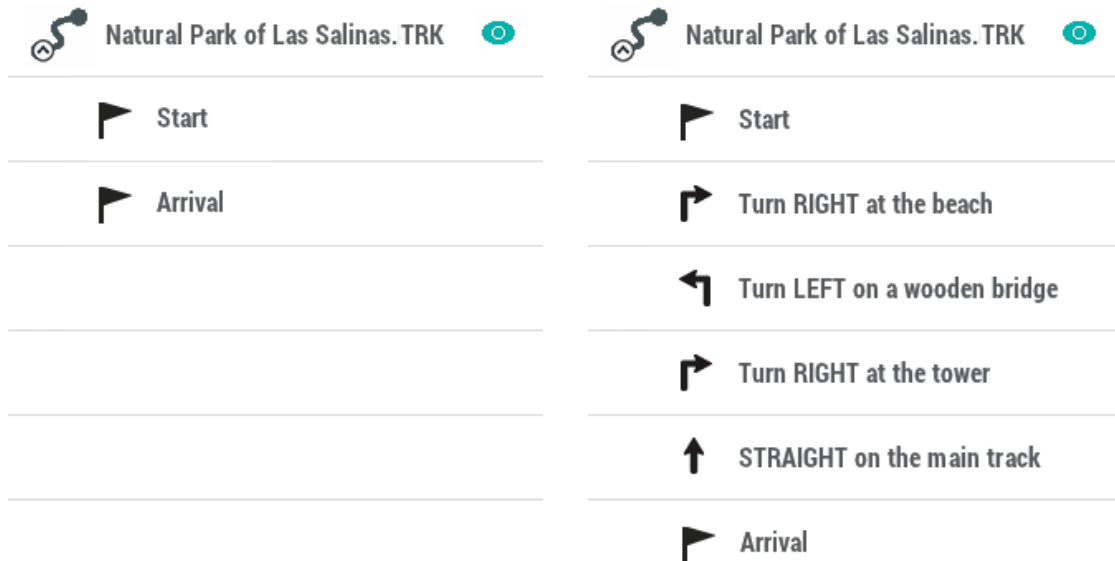 Natural Park of Las Salinas.TRK
Start
Arrival
Natural Park of Las Salinas.TRK
Start
Turn RIGHT at the beach
Turn LEFT on a wooden bridge
Turn RIGHT at the tower
STRAIGHT on the main track
Arrival